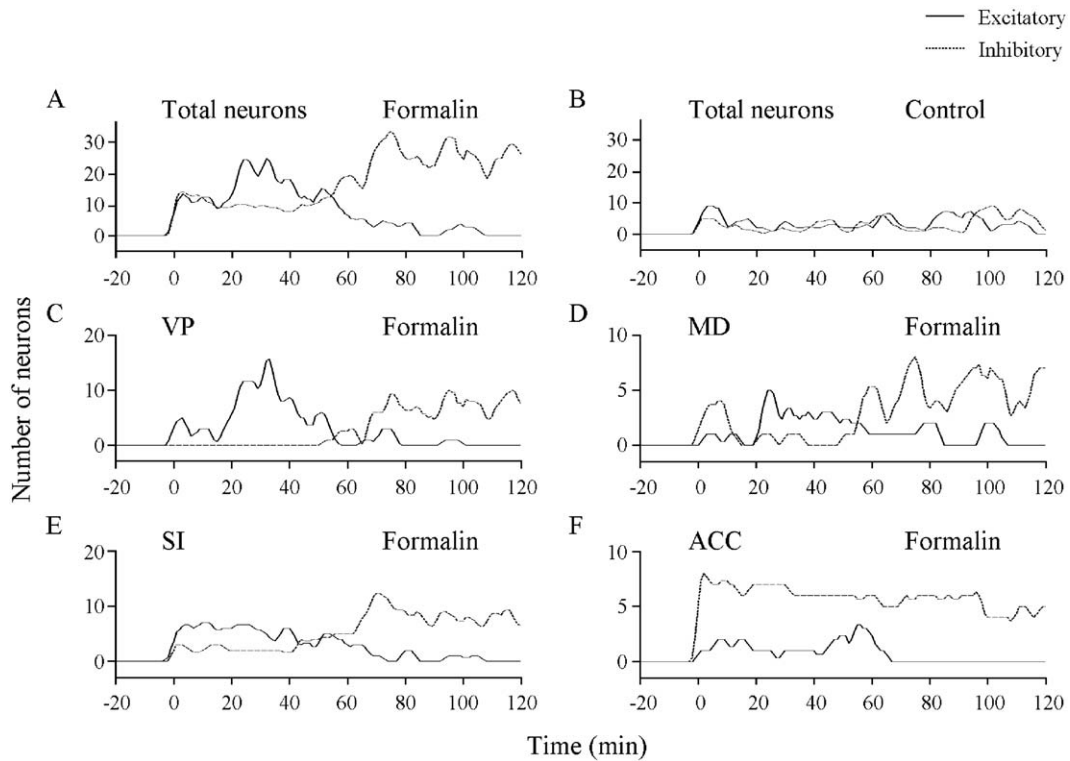 Excitatory
Inhibitory
A Total neurons Formalin
30
20
10
0
-20 0 20 40 60 80 100 120
B Total neurons Control
30
20
10
0
-20 0 20 40 60 80 100 120
C VP Formalin
20
10
0
-20 0 20 40 60 80 100 120
D MD Formalin
10
5
0
-20 0 20 40 60 80 100 120
E SI Formalin
20
10
0
-20 0 20 40 60 80 100 120
F ACC Formalin
10
5
0
-20 0 20 40 60 80 100 120
Number of neurons
Time (min)